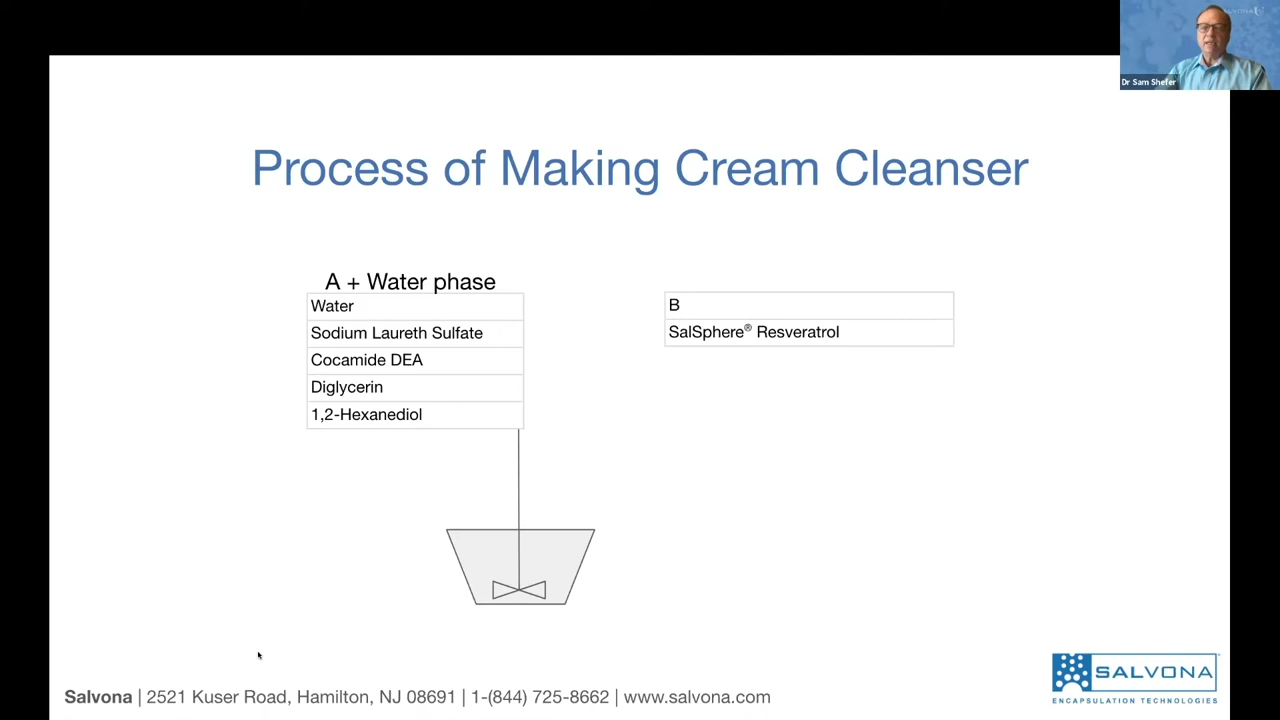 SALVONA
Dr Sam Shefer
Process of Making Cream Cleanser
A + Water phase
Water
Sodium Laureth Sulfate
Cocamide DEA
Diglycerin
1,2-Hexanediol
B
SalSphere® Resveratrol
Salvona | 2521 Kuser Road, Hamilton, NJ 08691 | 1-(844) 725-8662 | www.salvona.com
SALVONA
ENCAPSULATION TECHNOLOGIES